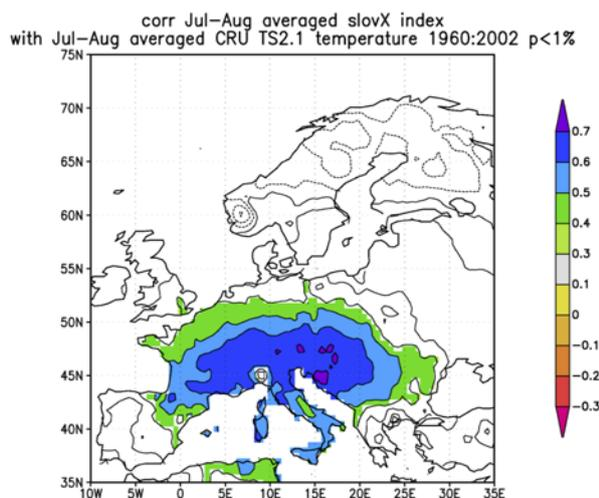 corr Jul-Aug averaged slovX index
with Jul-Aug averaged CRU TS2.1 temperature 1960:2002 p<1%
75N
70N
65N
60N
55N
50N
45N
40N
35N
10W 5W 0 5E 10E 15E 20E 25E 30E 35E
0.7
0.6
0.5
0.4
0.3
0.1
0
-0.1
-0.2
-0.3